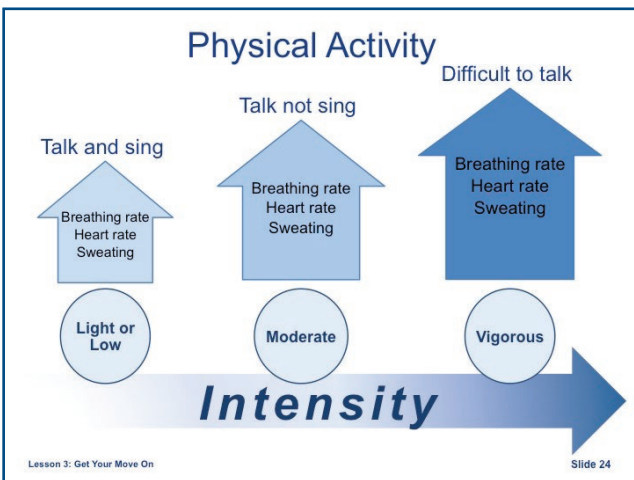 Physical Activity
Talk and sing
Talk not sing
Difficult to talk
Breathing rate
Heart rate
Sweating
Breathing rate
Heart rate
Sweating
Breathing rate
Heart rate
Sweating
Light or
Low
Moderate
Vigorous
Intensity
Lesson 3: Get Your Move On
Slide 24